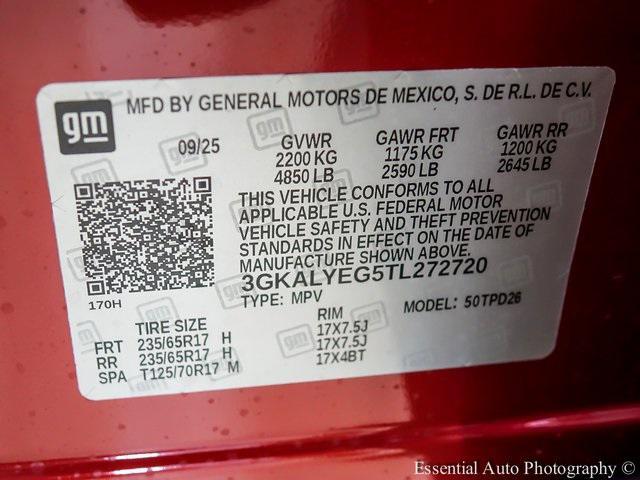 gm
MFD BY GENERAL MOTORS DE MEXICO, S. DE R.L. DE C.V.
09/25
GVWR
2200 KG
4850 LB
GAWR FRT
1175 KG
2590 LB
GAWR RR
1200 KG
2645 LB
THIS VEHICLE CONFORMS TO ALL
APPLICABLE U.S. FEDERAL MOTOR
VEHICLE SAFETY AND THEFT PREVENTION
STANDARDS IN EFFECT ON THE DATE OF
MANUFACTURE SHOWN ABOVE.
3GKALYEG5TL272720
170H
TYPE: MPV
MODEL: 50TPD26
TIRE SIZE
RIM
FRT 235/65R17 H 17X7.5J
RR 235/65R17 H 17X7.5J
SPA T125/70R17 M 17X4BT
Essential Auto Photography ©